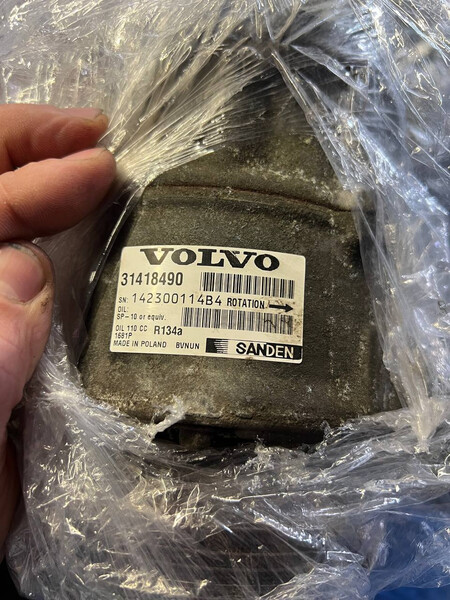 VOLVO
31418490
SN: 142300114B4 ROTATION →
OIL:
SP-10 or equiv.
OIL 110 CC R134a
1681P
MADE IN POLAND BVNUN SANDEN